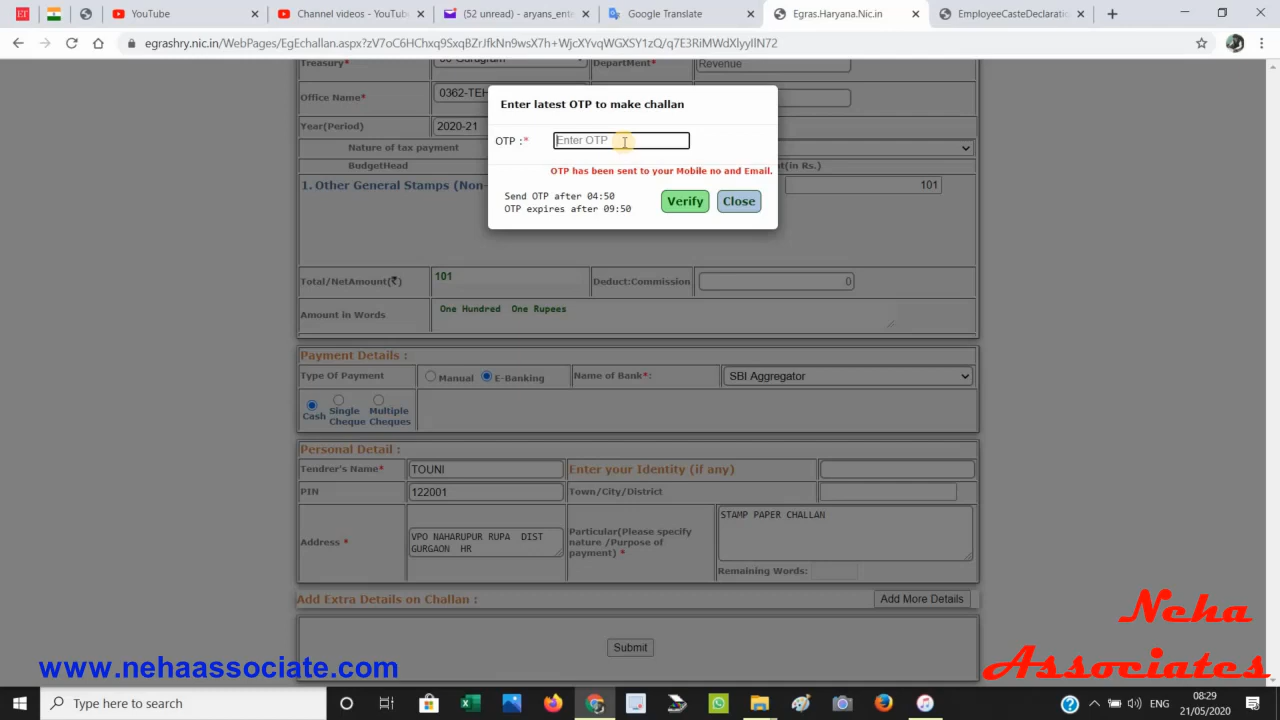 YouTube
Channel videos - YouTube
(52 unread) - aryans_ente
Google Translate
Egras.Haryana.Nic.in
EmployeeCasteDeclaratio
egrashry.nic.in/WebPages/EgEchallan.aspx?zV7oC6HChxq9SxqBZrJfkNn9wsX7h+WjcXYvqWGXSY1zQ/q7E3RiMWdXlyyIlN72
Treasury* DeparTment* Revenue
Office Name* 0362-TEH
Year(Period) 2020-21
Nature of tax payment
BudgetHead (in Rs.)
1. Other General Stamps (Non- 101
Enter latest OTP to make challan
OTP :* Enter OTP
OTP has been sent to your Mobile no and Email.
Send OTP after 04:50
OTP expires after 09:50
Verify Close
Total/NetAmount(₹) 101 Deduct:Commission 0
Amount in Words One Hundred One Rupees
Payment Details :
Type Of Payment Manual E-Banking Name of Bank*: SBI Aggregator
Cash Single Cheque Multiple Cheques
Personal Detail :
Tendrer's Name* TOUNI Enter your Identity (if any)
PIN 122001 Town/City/District
Address * VPO NAHARUPUR RUPA DIST
GURGAON HR
Particular(Please specify
nature /Purpose of
payment) *
STAMP PAPER CHALLAN
Remaining Words:
Add Extra Details on Challan : Add More Details
Submit
www.nehaassociate.com
Neha
Associates
Type here to search
ENG
08:29
21/05/2020